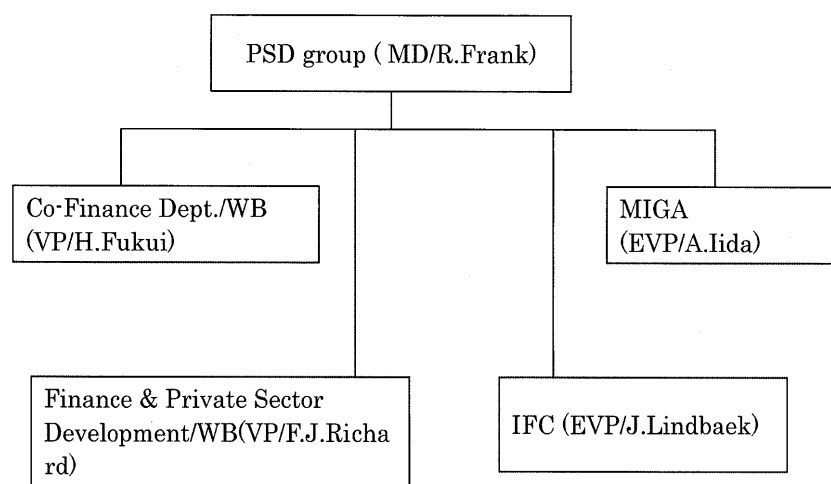 PSD group ( MD/R.Frank)
Co-Finance Dept./WB
(VP/H.Fukui)
MIGA
(EVP/A.Iida)
Finance & Private Sector
Development/WB(VP/F.J.Richa
rd)
IFC (EVP/J.Lindbaek)